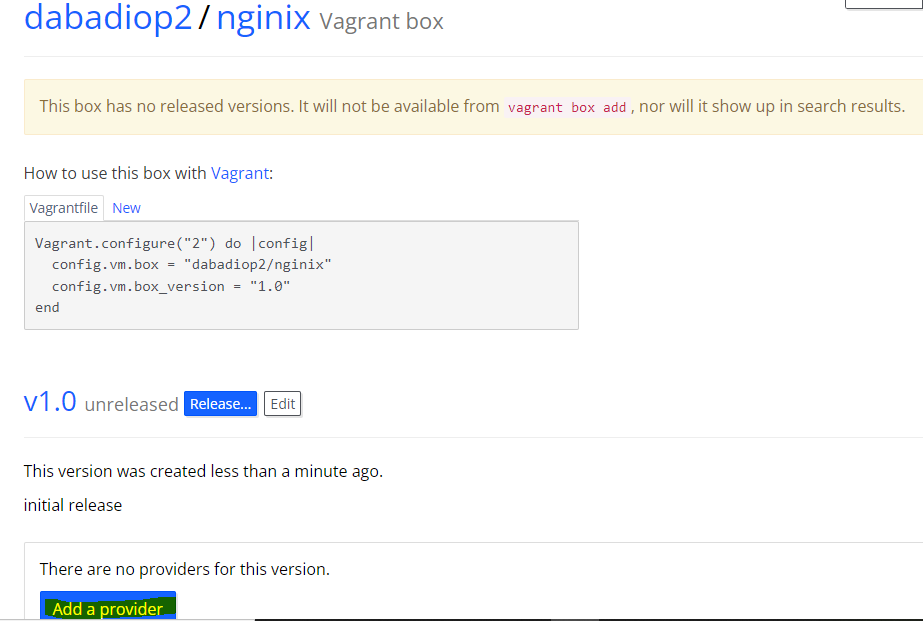 dabadiop2 / nginix Vagrant box
This box has no released versions. It will not be available from vagrant box add, nor will it show up in search results.
How to use this box with Vagrant:
Vagrantfile New
Vagrant.configure("2") do |config|
  config.vm.box = "dabadiop2/nginix"
  config.vm.box_version = "1.0"
end
v1.0 unreleased Release... Edit
This version was created less than a minute ago.
initial release
There are no providers for this version.
Add a provider